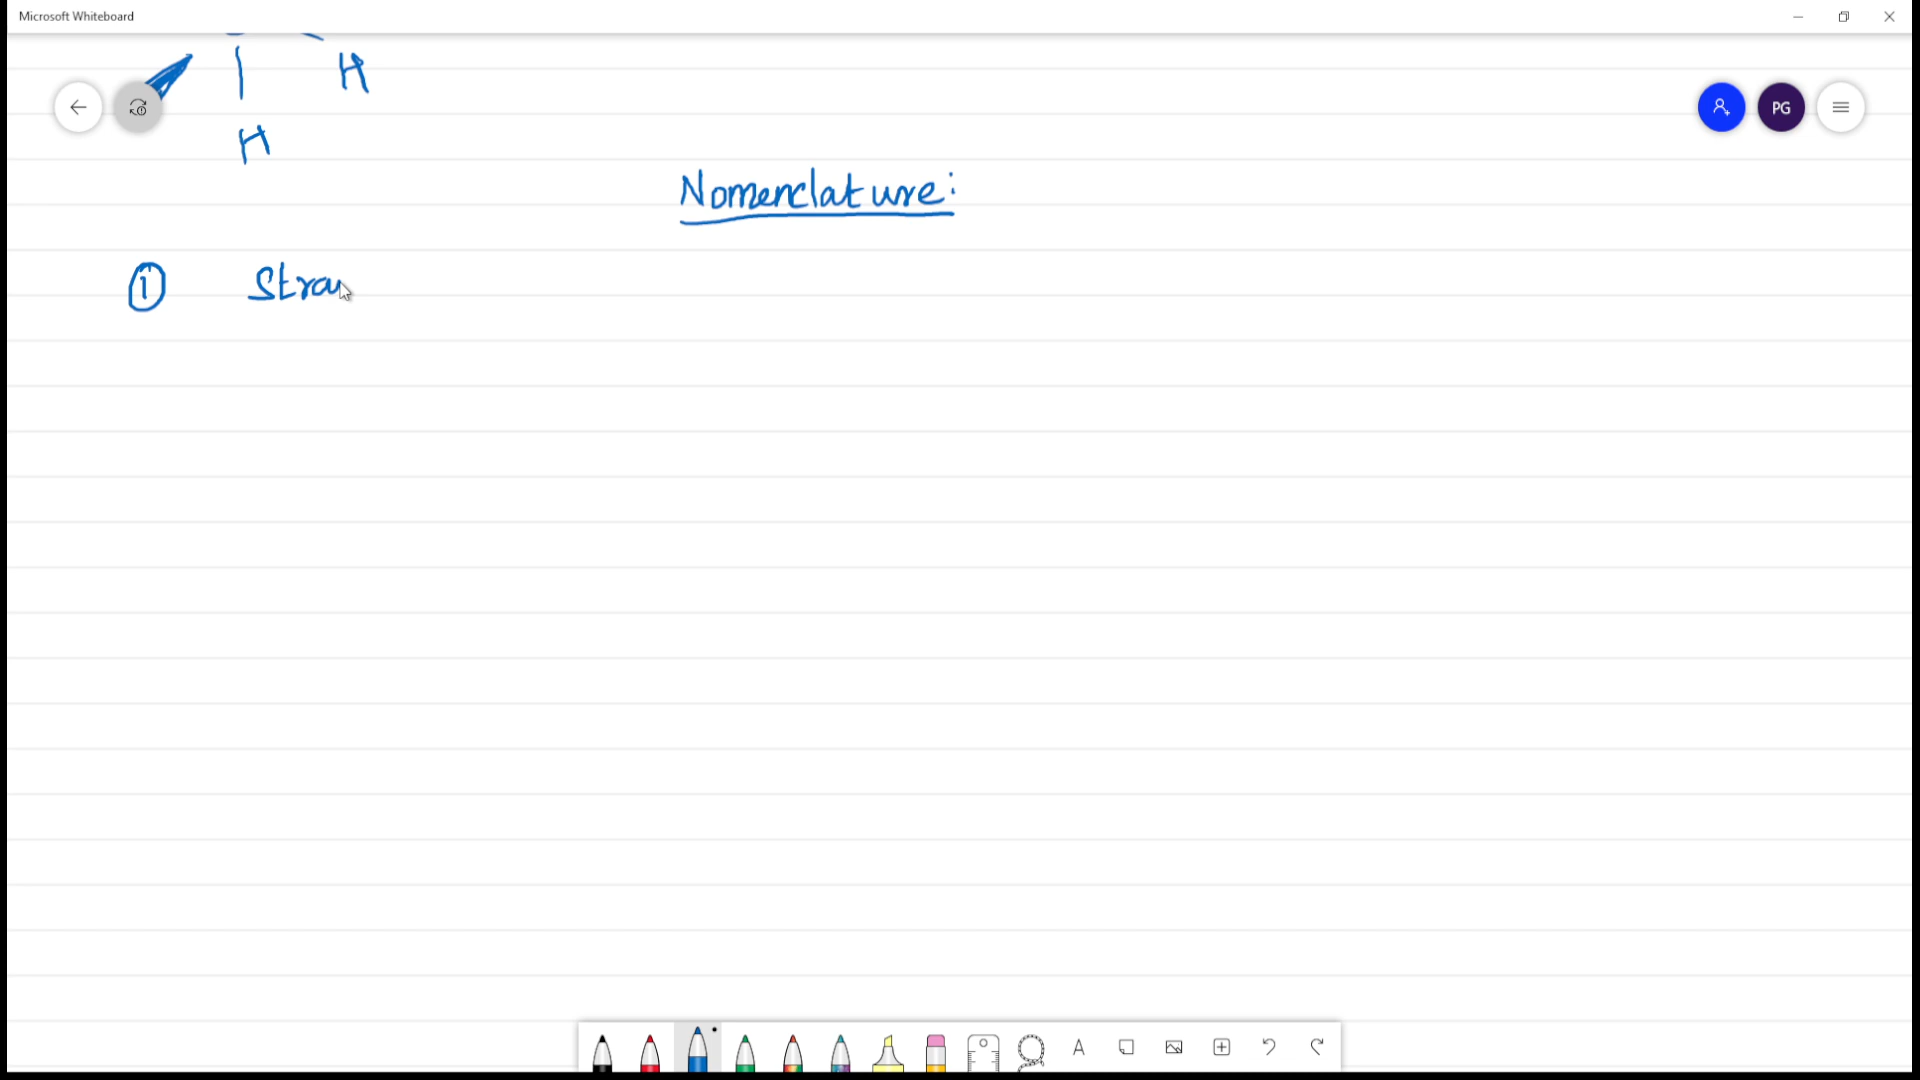 Microsoft Whiteboard
H
H
PG
Nomenclature:
1 Stra
A